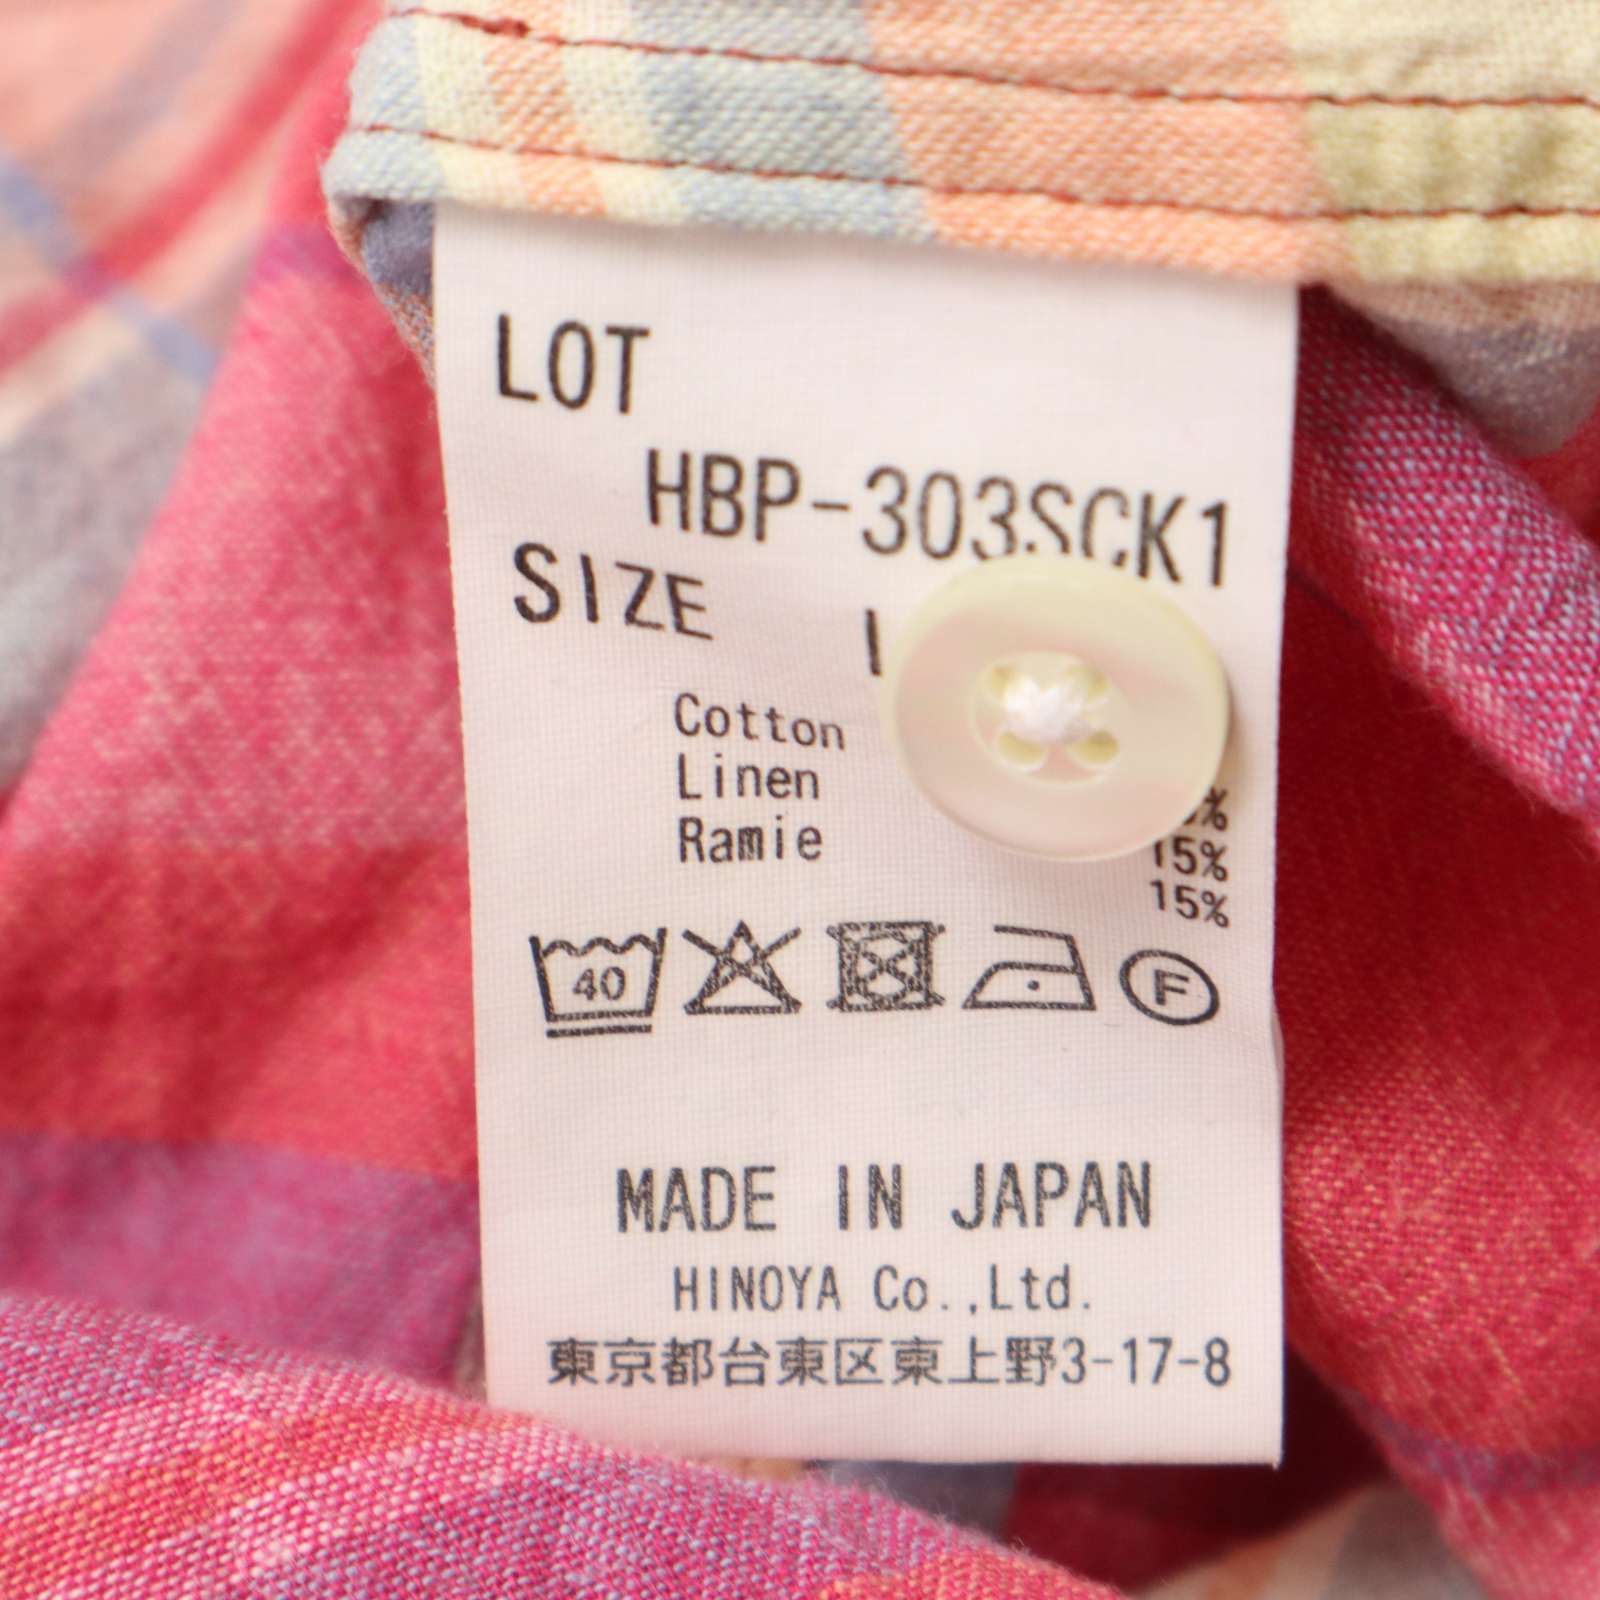 LOT
HBP-303SCK1
SIZE
Cotton
Linen 15%
Ramie 15%
40
F
MADE IN JAPAN
HINOYA Co.,Ltd.
東京都台東区東上野3-17-8